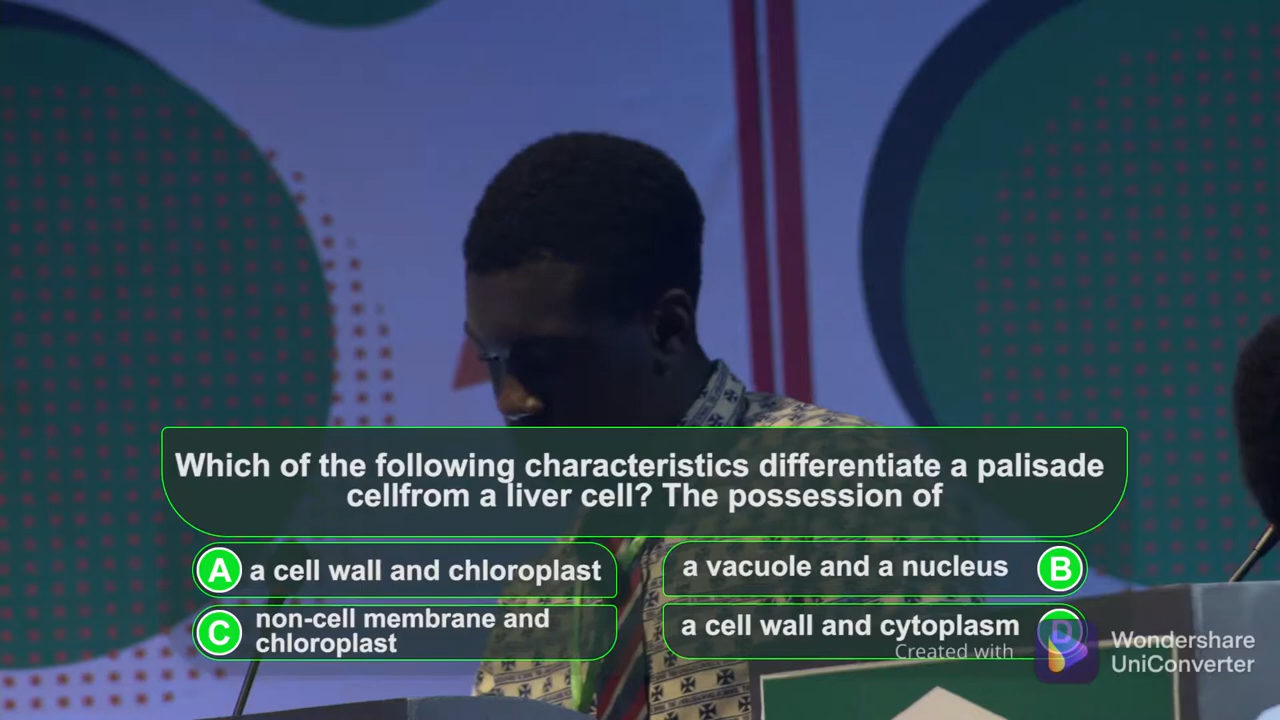 Which of the following characteristics differentiate a palisade
cellfrom a liver cell? The possession of
A a cell wall and chloroplast
a vacuole and a nucleus B
C non-cell membrane and
chloroplast
a cell wall and cytoplasm D
Created with
Wondershare
UniConverter